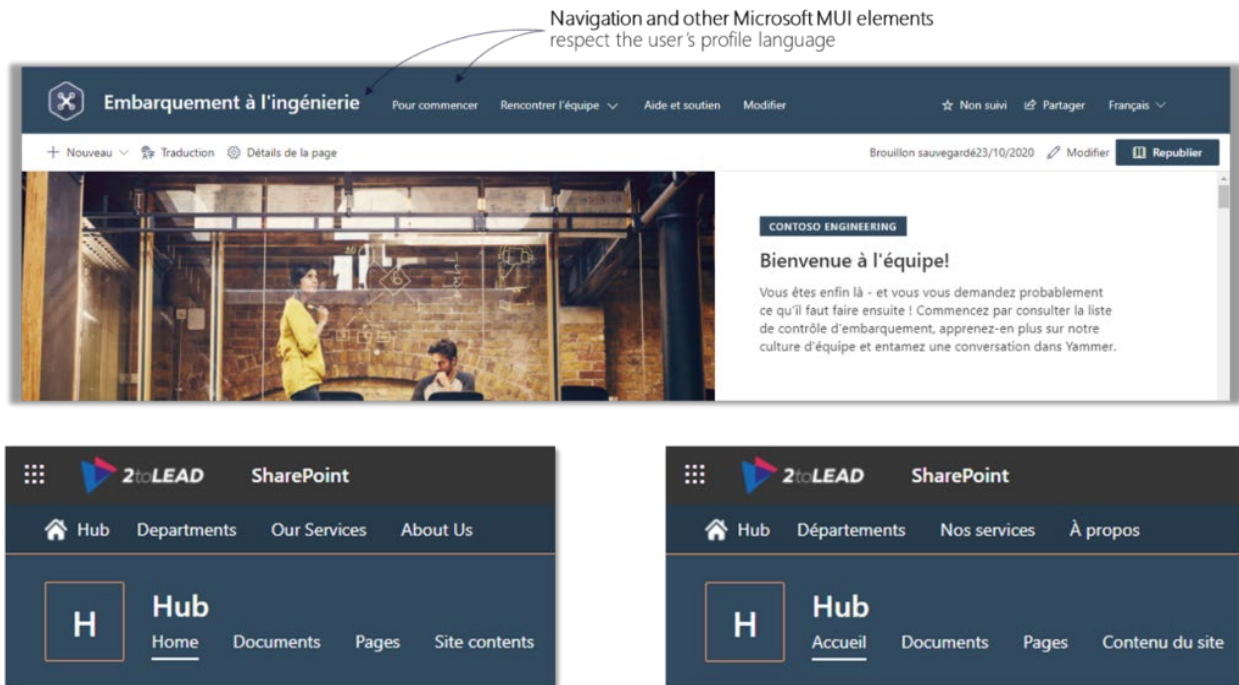 Navigation and other Microsoft MUI elements
respect the user's profile language
Embarquement à l'ingénierie Pour commencer Rencontrer l'équipe Aide et soutien Modifier Non suivi Partager Français
Nouveau Traduction Détails de la page Brouillon sauvegardé23/10/2020 Modifier Republier
CONTOSO ENGINEERING
Bienvenue à l'équipe!
Vous êtes enfin là - et vous vous demandez probablement
ce qu'il faut faire ensuite ! Commencez par consulter la liste
de contrôle d'embarquement, apprenez-en plus sur notre
culture d'équipe et entamez une conversation dans Yammer.
2toLEAD SharePoint
Hub Departments Our Services About Us
H Hub
Home Documents Pages Site contents
2toLEAD SharePoint
Hub Départements Nos services À propos
H Hub
Accueil Documents Pages Contenu du site